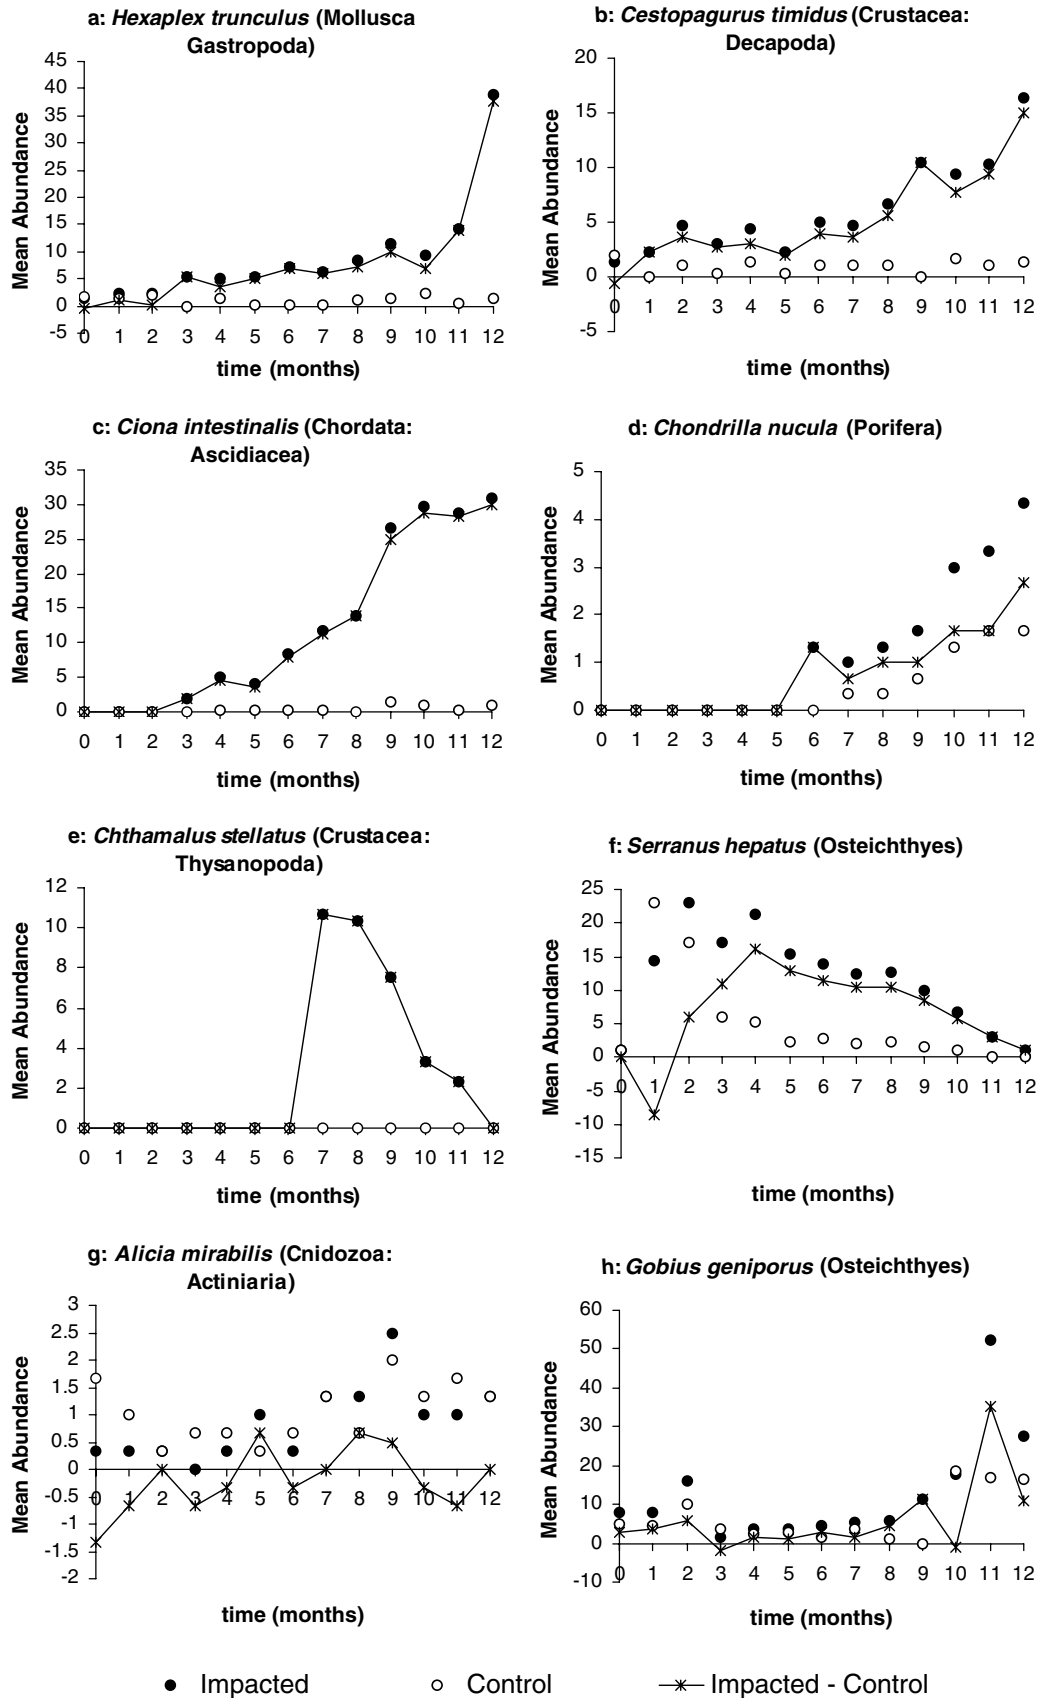 a: Hexaplex trunculus (Mollusca
Gastropoda)
45
40
35
30
25
20
15
10
5
0
-5
Mean Abundance
0 1 2 3 4 5 6 7 8 9 10 11 12
time (months)
b: Cestopagurus timidus (Crustacea:
Decapoda)
20
15
10
5
0
-5
Mean Abundance
0 1 2 3 4 5 6 7 8 9 10 11 12
time (months)
c: Ciona intestinalis (Chordata:
Ascidiacea)
35
30
25
20
15
10
5
0
Mean Abundance
0 1 2 3 4 5 6 7 8 9 10 11 12
time (months)
d: Chondrilla nucula (Porifera)
5
4
3
2
1
0
Mean Abundance
0 1 2 3 4 5 6 7 8 9 10 11 12
time (months)
e: Chthamalus stellatus (Crustacea:
Thysanopoda)
12
10
8
6
4
2
0
Mean Abundance
0 1 2 3 4 5 6 7 8 9 10 11 12
time (months)
f: Serranus hepatus (Osteichthyes)
25
20
15
10
5
0
-5
-10
-15
Mean Abundance
0 1 2 3 4 5 6 7 8 9 10 11 12
time (months)
g: Alicia mirabilis (Cnidozoa:
Actiniaria)
3
2.5
2
1.5
1
0.5
0
-0.5
-1
-1.5
-2
Mean Abundance
0 1 2 3 4 5 6 7 8 9 10 11 12
time (months)
h: Gobius geniporus (Osteichthyes)
60
50
40
30
20
10
0
-10
Mean Abundance
0 1 2 3 4 5 6 7 8 9 10 11 12
time (months)
Impacted Control Impacted - Control